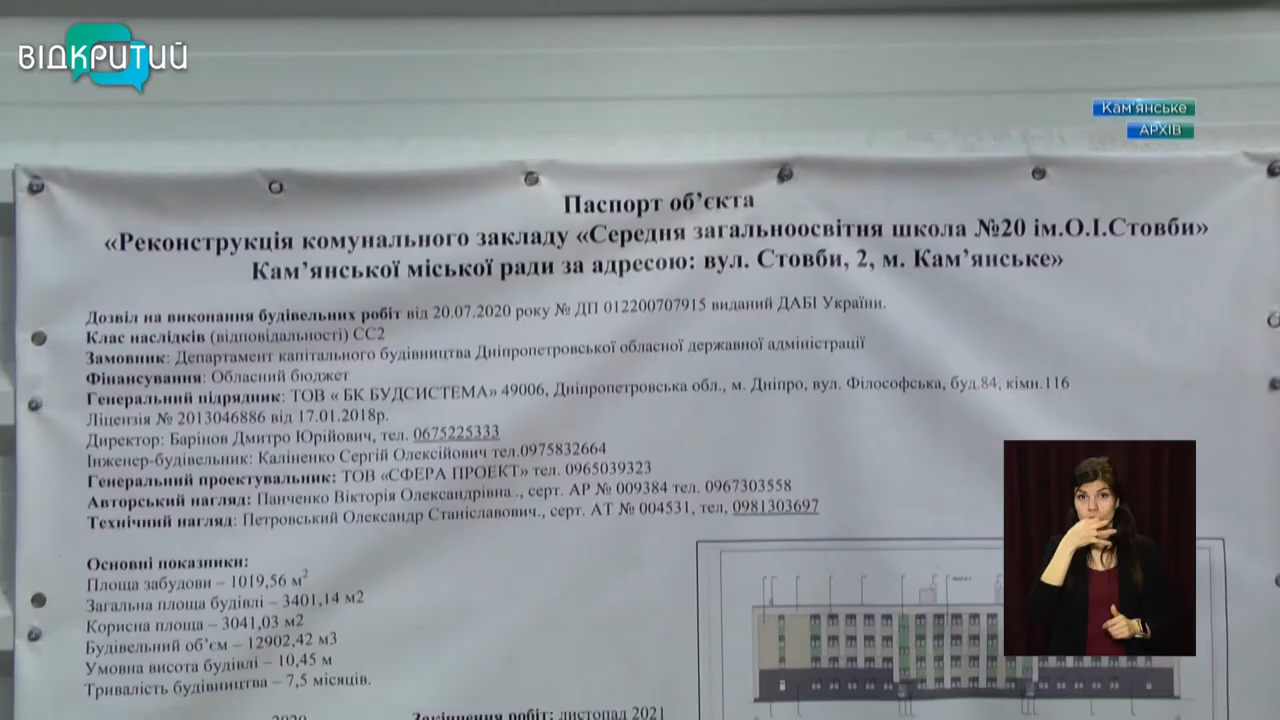 ВІДКРИТИЙ
Кам'янське
АРХІВ
Паспорт об’єкта
«Реконструкція комунального закладу «Середня загальноосвітня школа №20 ім.О.І.Стовби»
Кам’янської міської ради за адресою: вул. Стовби, 2, м. Кам’янське»
Дозвіл на виконання будівельних робіт від 20.07.2020 року № ДП 012200707915 виданий ДАБІ України.
Клас наслідків (відповідальності) СС2
Замовник: Департамент капітального будівництва Дніпропетровської обласної державної адміністрації
Фінансування: Обласний бюджет
Генеральний підрядник: ТОВ « БК БУДСИСТЕМА» 49006, Дніпропетровська обл., м. Дніпро, вул. Філософська, буд.84, кімн.116
Ліцензія № 2013046886 від 17.01.2018р.
Директор: Барінов Дмитро Юрійович, тел. 0675225333
Інженер-будівельник: Каліненко Сергій Олексійович тел.0975832664
Генеральний проектувальник: ТОВ «СФЕРА ПРОЕКТ» тел. 0965039323
Авторський нагляд: Панченко Вікторія Олександрівна ., серт. АР № 009384 тел. 0967303558
Технічний нагляд: Петровський Олександр Станіславович., серт. АТ № 004531, тел, 0981303697
Основні показники:
Площа забудови – 1019,56 м2
Загальна площа будівлі – 3401,14 м2
Корисна площа – 3041,03 м2
Будівельний об’єм – 12902,42 м3
Умовна висота будівлі – 10,45 м
Тривалість будівництва – 7,5 місяців.
2020 Закінчення робіт: листопад 2021